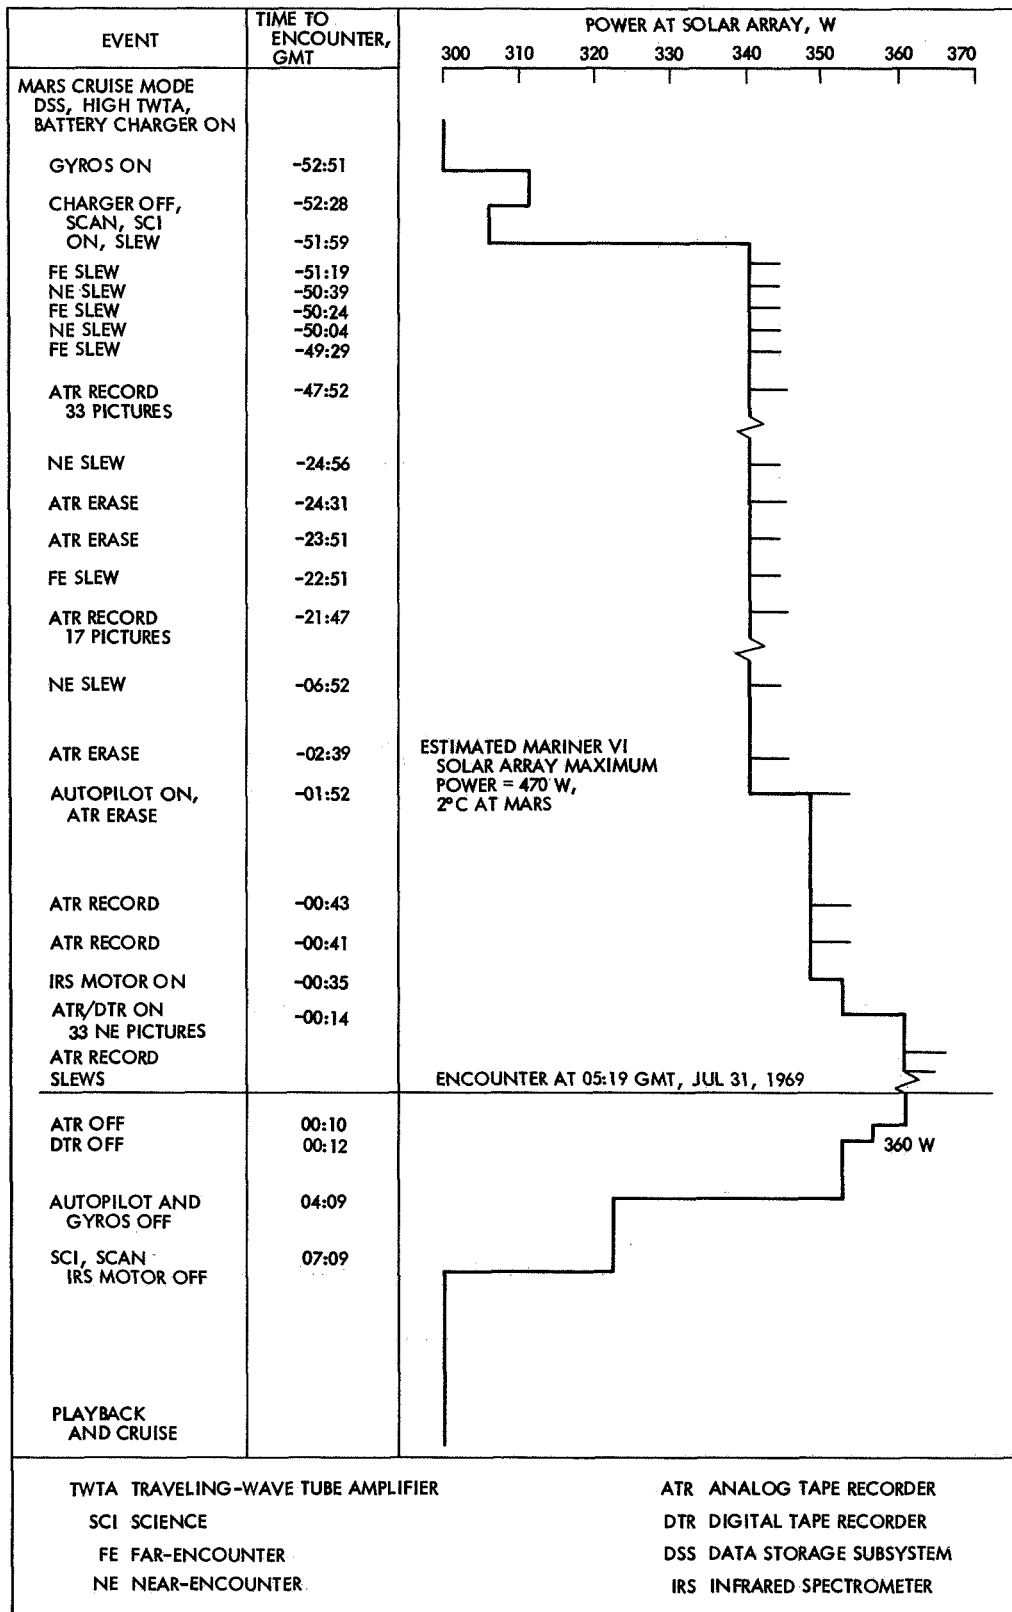 EVENT
TIME TO
ENCOUNTER,
GMT
POWER AT SOLAR ARRAY, W
300 310 320 330 340 350 360 370
MARS CRUISE MODE
DSS, HIGH TWTA,
BATTERY CHARGER ON
GYROS ON -52:51
CHARGER OFF, -52:28
SCAN, SCI
ON, SLEW -51:59
FE SLEW -51:19
NE SLEW -50:39
FE SLEW -50:24
NE SLEW -50:04
FE SLEW -49:29
ATR RECORD -47:52
33 PICTURES
NE SLEW -24:56
ATR ERASE -24:31
ATR ERASE -23:51
FE SLEW -22:51
ATR RECORD -21:47
17 PICTURES
NE SLEW -06:52
ATR ERASE -02:39
ESTIMATED MARINER VI
SOLAR ARRAY MAXIMUM
POWER = 470 W,
2°C AT MARS
AUTOPILOT ON, -01:52
ATR ERASE
ATR RECORD -00:43
ATR RECORD -00:41
IRS MOTOR ON -00:35
ATR/DTR ON -00:14
33 NE PICTURES
ATR RECORD
SLEWS
ENCOUNTER AT 05:19 GMT, JUL 31, 1969
ATR OFF 00:10
DTR OFF 00:12
360 W
AUTOPILOT AND 04:09
GYROS OFF
SCI, SCAN 07:09
IRS MOTOR OFF
PLAYBACK
AND CRUISE
TWTA TRAVELING-WAVE TUBE AMPLIFIER
SCI SCIENCE
FE FAR-ENCOUNTER
NE NEAR-ENCOUNTER
ATR ANALOG TAPE RECORDER
DTR DIGITAL TAPE RECORDER
DSS DATA STORAGE SUBSYSTEM
IRS INFRARED SPECTROMETER